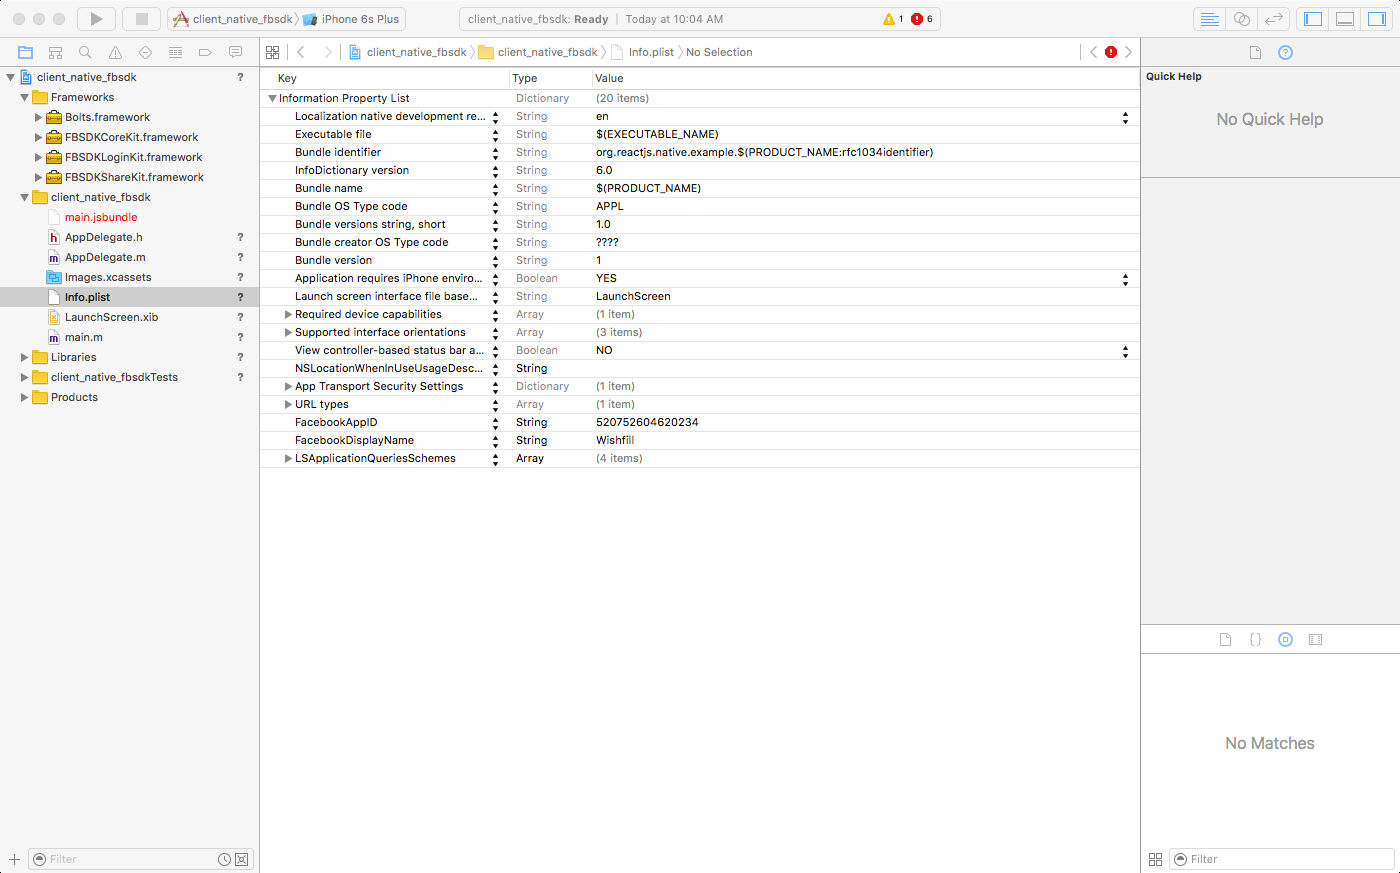 client_native_fbsdk iPhone 6s Plus
client_native_fbsdk: Ready Today at 10:04 AM 1 6
client_native_fbsdk client_native_fbsdk Info.plist No Selection
client_native_fbsdk ?
Frameworks
Bolts.framework
FBSDKCoreKit.framework
FBSDKLoginKit.framework
FBSDKShareKit.framework
client_native_fbsdk
main.jsbundle
AppDelegate.h ?
AppDelegate.m ?
Images.xcassets ?
Info.plist ?
LaunchScreen.xib ?
main.m ?
Libraries ?
client_native_fbsdkTests ?
Products
Filter
Key Type Value
Information Property List Dictionary (20 items)
Localization native development re... String en
Executable file String $(EXECUTABLE_NAME)
Bundle identifier String org.reactjs.native.example.$(PRODUCT_NAME:rfc1034identifier)
InfoDictionary version String 6.0
Bundle name String $(PRODUCT_NAME)
Bundle OS Type code String APPL
Bundle versions string, short String 1.0
Bundle creator OS Type code String ????
Bundle version String 1
Application requires iPhone enviro... Boolean YES
Launch screen interface file base... String LaunchScreen
Required device capabilities Array (1 item)
Supported interface orientations Array (3 items)
View controller-based status bar a... Boolean NO
NSLocationWhenInUseUsageDesc... String
App Transport Security Settings Dictionary (1 item)
URL types Array (1 item)
FacebookAppID String 520752604620234
FacebookDisplayName String Wishfill
LSApplicationQueriesSchemes Array (4 items)
Quick Help
No Quick Help
No Matches
Filter